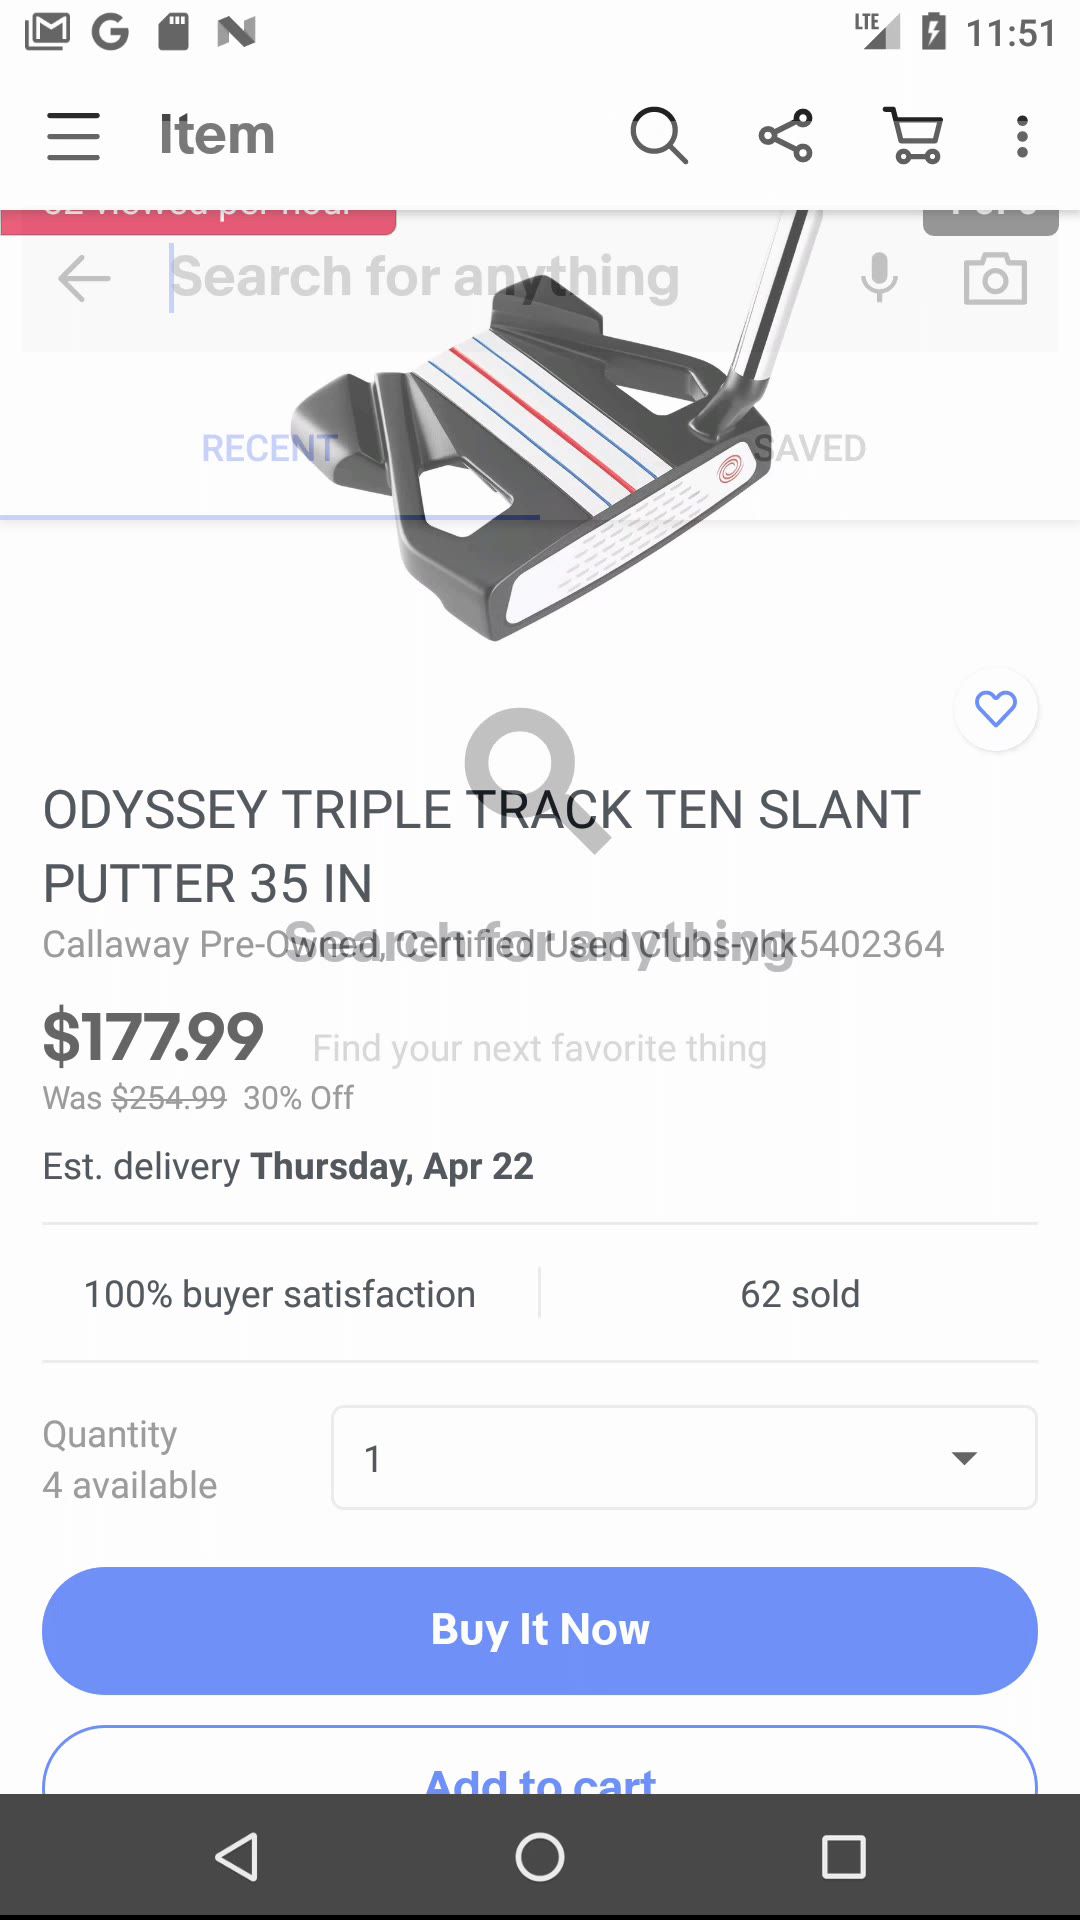 LTE 11:51
Item
Search for anything
RECENT SAVED
ODYSSEY TRIPLE TRACK TEN SLANT
PUTTER 35 IN
Callaway Pre-Owned, Certified Used Clubs-yhk5402364
Search for anything
$177.99
Find your next favorite thing
Was $254.99 30% Off
Est. delivery Thursday, Apr 22
100% buyer satisfaction 62 sold
Quantity
4 available
1
Buy It Now
Add to cart